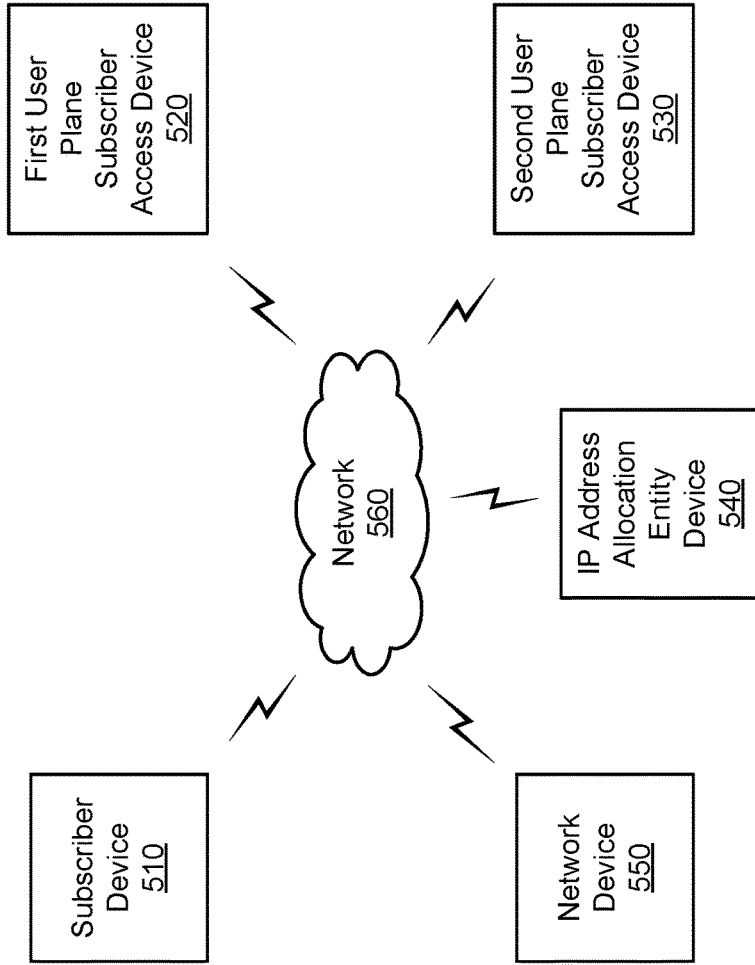 Subscriber
Device
510
First User
Plane
Subscriber
Access Device
520
Network
560
Network
Device
550
IP Address
Allocation
Entity
Device
540
Second User
Plane
Subscriber
Access Device
530